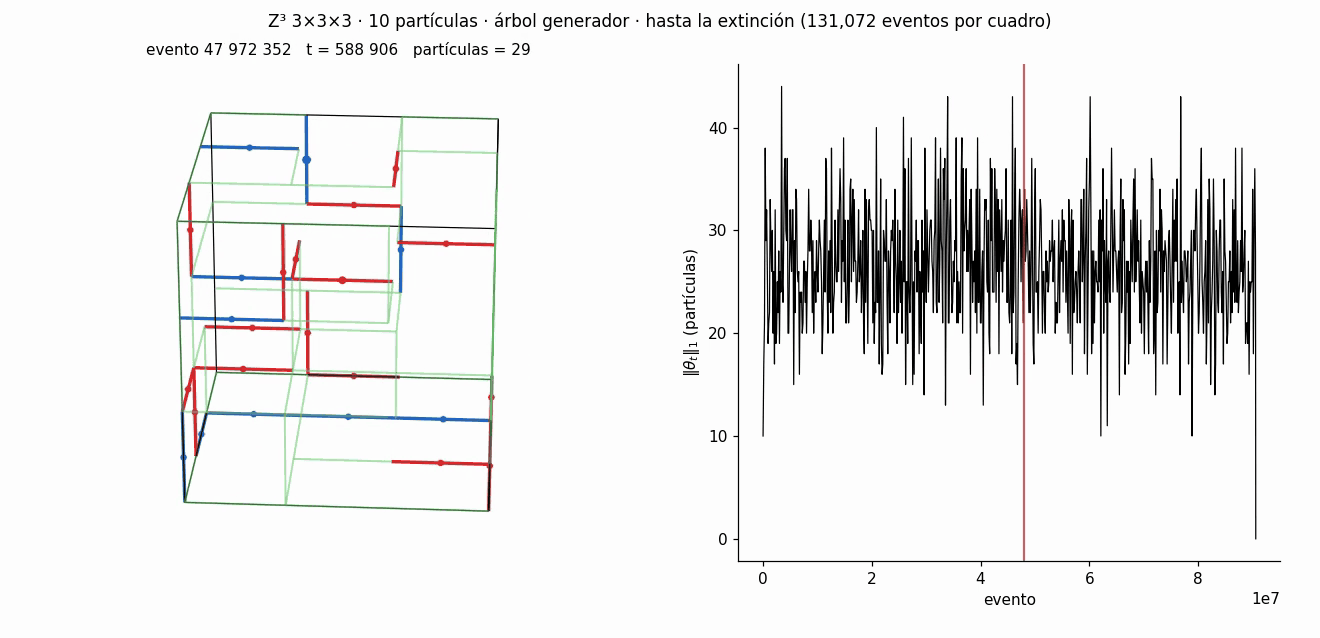 Z³ 3×3×3 · 10 partículas · árbol generador · hasta la extinción (131,072 eventos por cuadro)
evento 47 972 352   t = 588 906   partículas = 29
‖θₜ‖₁ (partículas)
40
30
20
10
0
0 2 4 6 8
evento
1e7